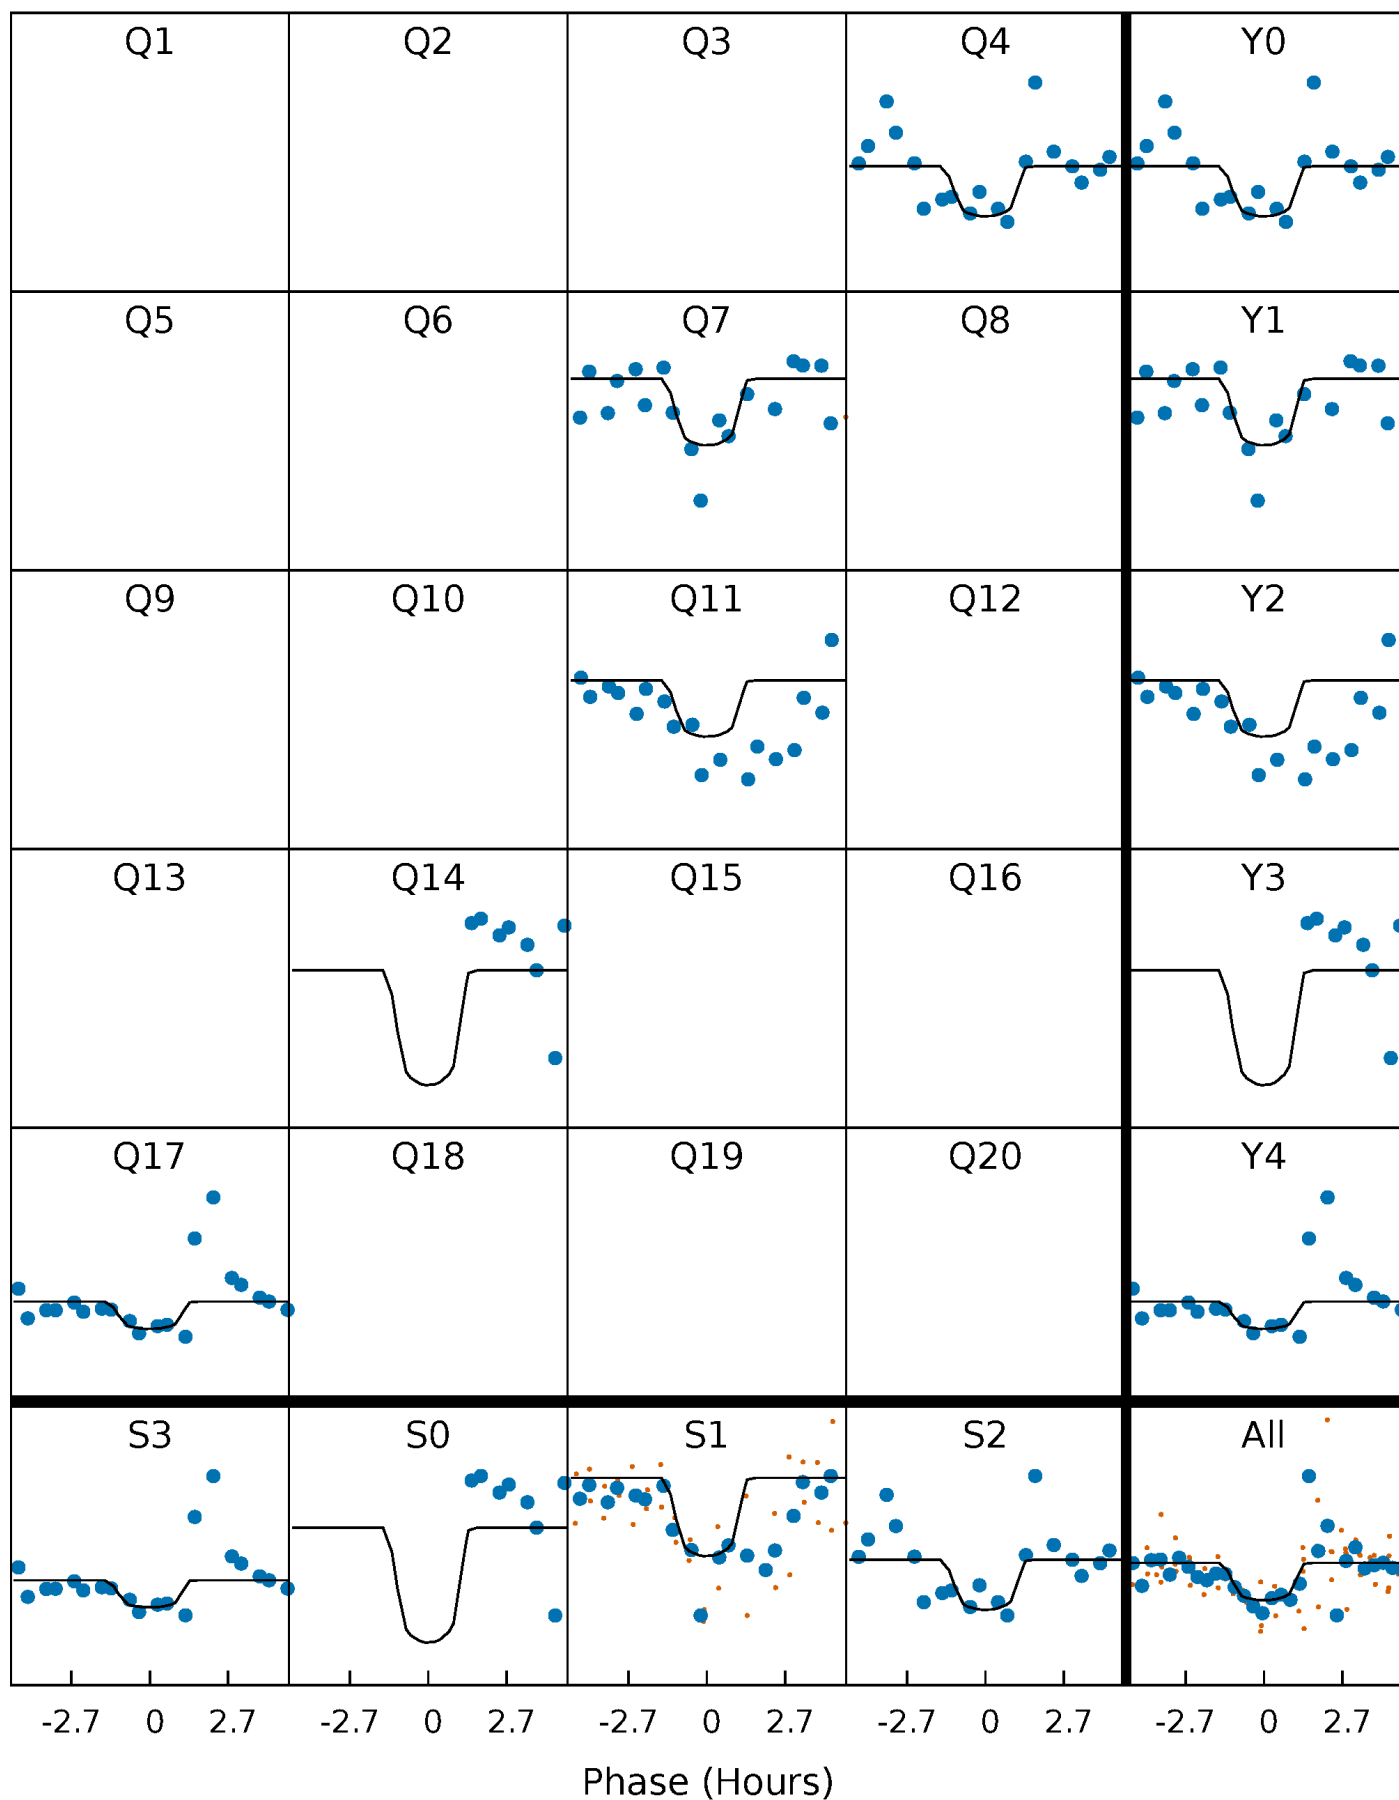 Q1 Q2 Q3 Q4 Y0
Q5 Q6 Q7 Q8 Y1
Q9 Q10 Q11 Q12 Y2
Q13 Q14 Q15 Q16 Y3
Q17 Q18 Q19 Q20 Y4
S3 S0 S1 S2 All
-2.7 0 2.7 -2.7 0 2.7 -2.7 0 2.7 -2.7 0 2.7 -2.7 0 2.7
Phase (Hours)